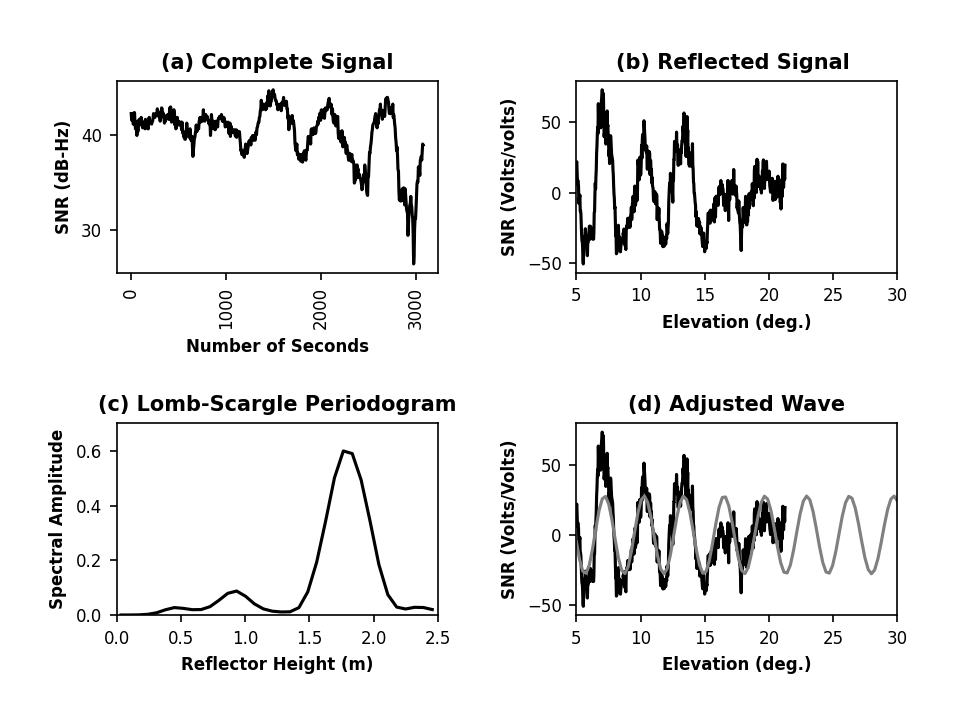 (a) Complete Signal
SNR (dB-Hz)
40
30
0
1000
2000
3000
Number of Seconds
(b) Reflected Signal
SNR (Volts/volts)
50
0
−50
5 10 15 20 25 30
Elevation (deg.)
(c) Lomb-Scargle Periodogram
Spectral Amplitude
0.6
0.4
0.2
0.0
0.0 0.5 1.0 1.5 2.0 2.5
Reflector Height (m)
(d) Adjusted Wave
SNR (Volts/Volts)
50
0
−50
5 10 15 20 25 30
Elevation (deg.)